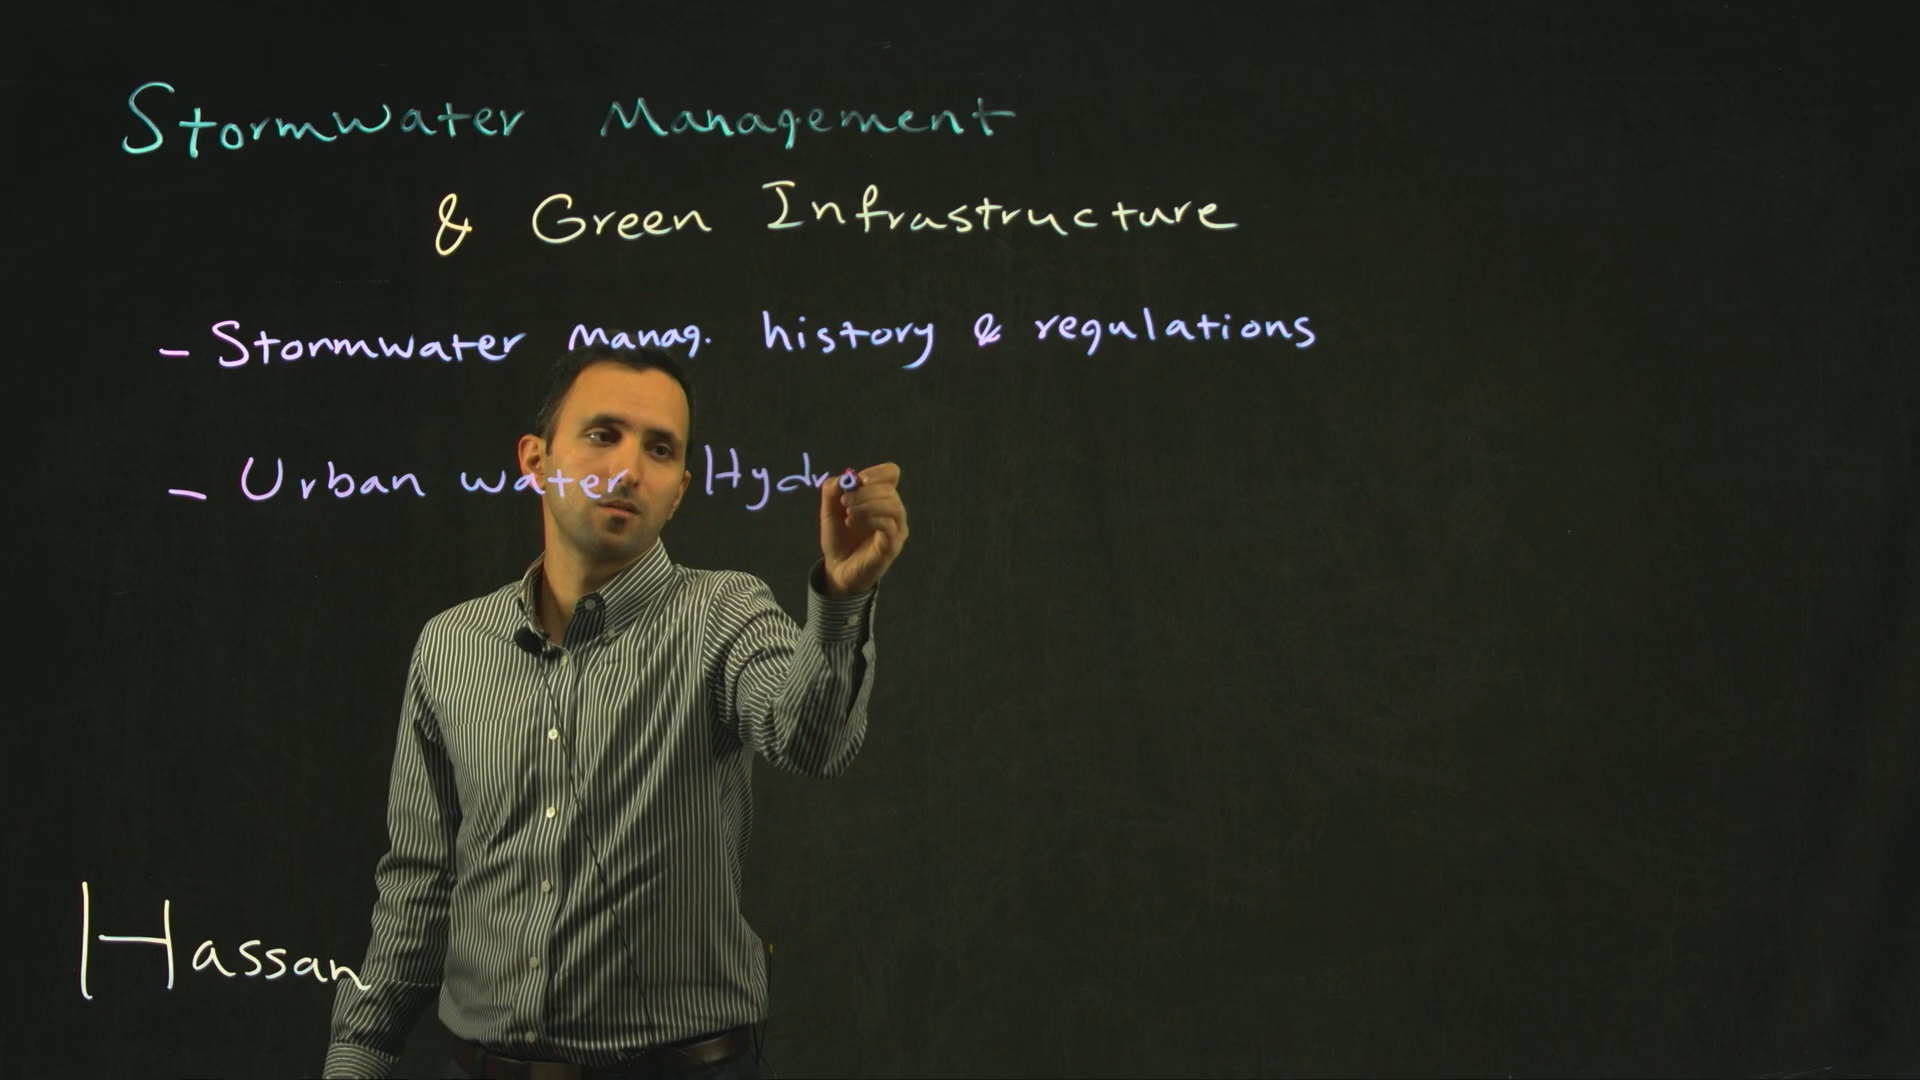 Stormwater Management
& Green Infrastructure
- Stormwater manag. history & regulations
- Urban water Hydro
Hassan